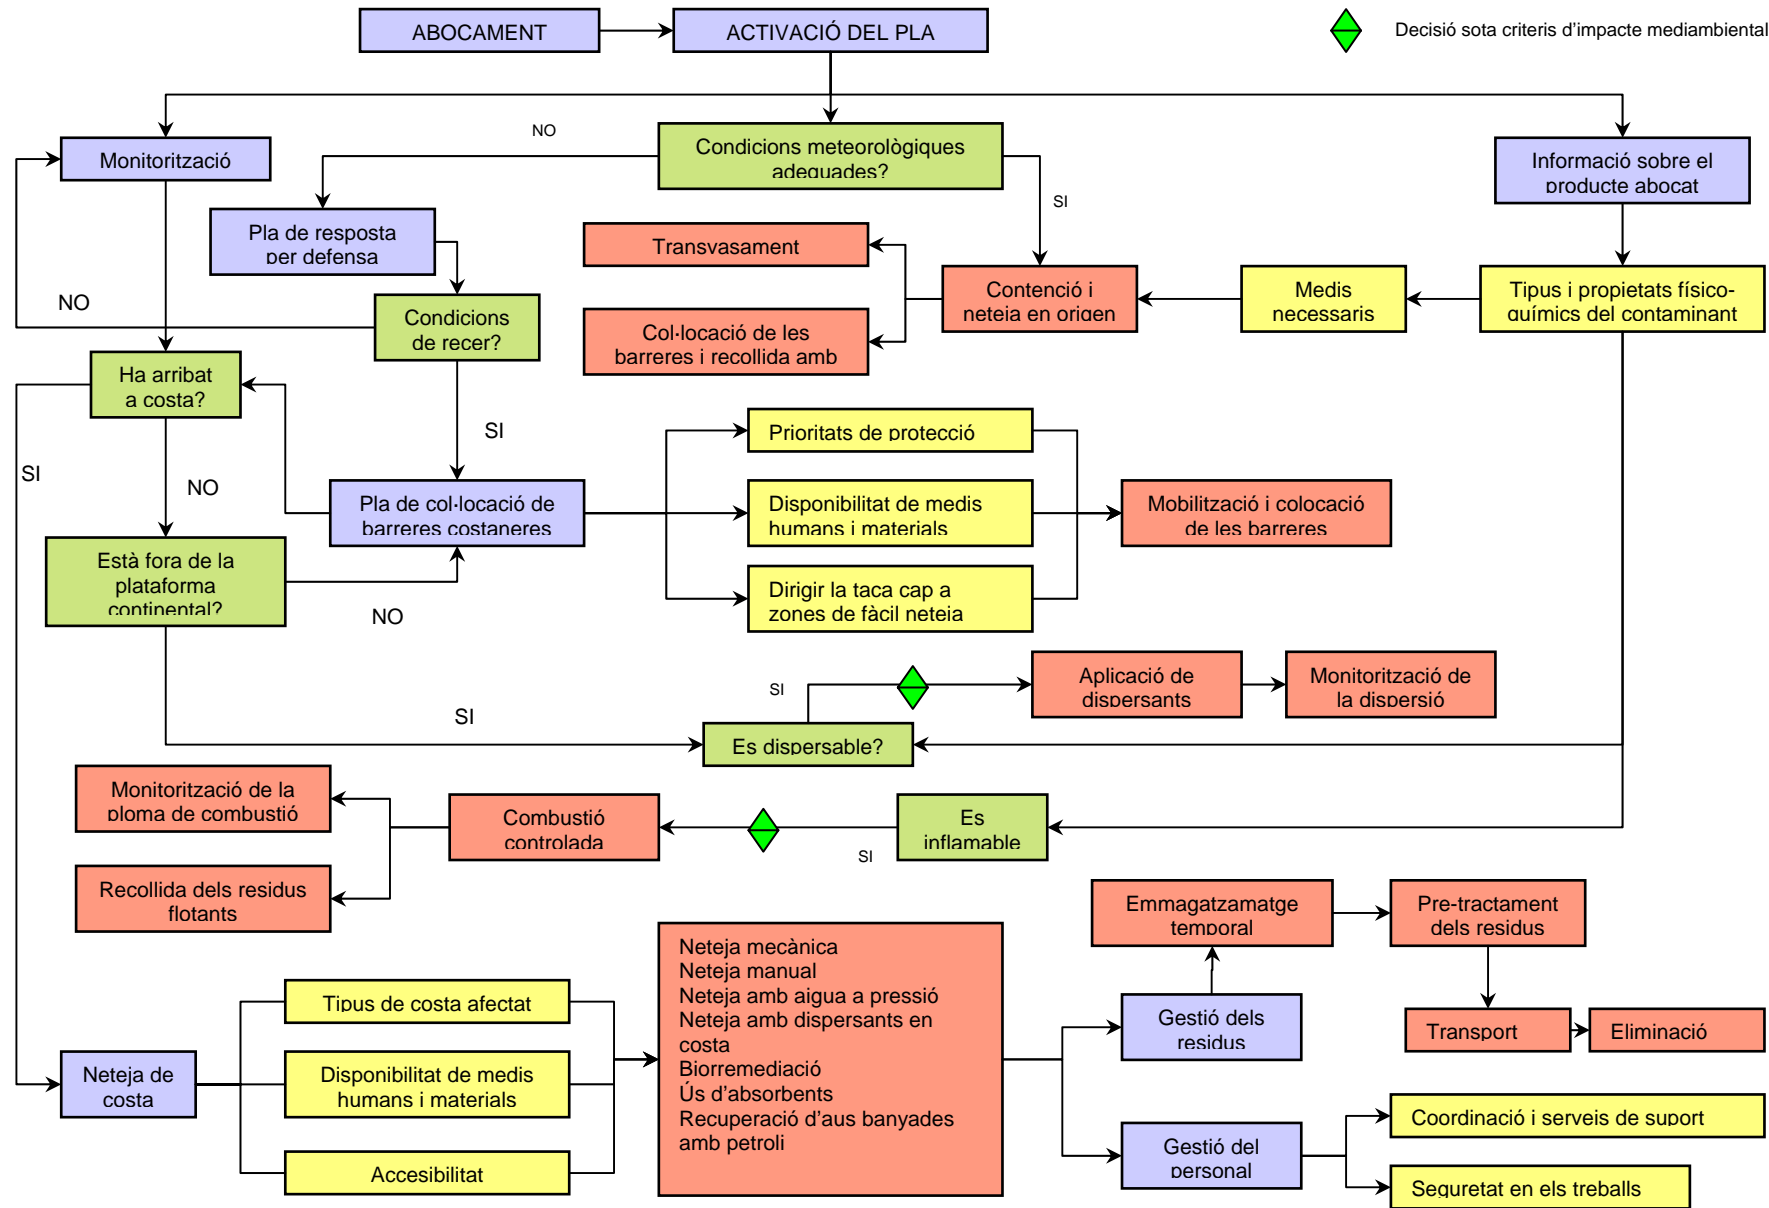 ABOCAMENT
ACTIVACIÓ DEL PLA
Decisió sota criteris d'impacte mediambiental
NO
Monitorització
Condicions meteorològiques
adequades?
Informació sobre el
producte abocat
SI
Pla de resposta
per defensa
Transvasament
NO
Condicions
de recer?
Contenció i
neteja en origen
Medis
necessaris
Tipus i propietats físico-
químics del contaminant
Col·locació de les
barreres i recollida amb
Ha arribat
a costa?
SI
SI
NO
Prioritats de protecció
Pla de col·locació de
barreres costaneres
Disponibilitat de medis
humans i materials
Mobilització i colocació
de les barreres
Està fora de la
plataforma
continental?
NO
Dirigir la taca cap a
zones de fàcil neteja
SI
SI
Aplicació de
dispersants
Monitorització de
la dispersió
Es dispersable?
Monitorització de la
ploma de combustió
Combustió
controlada
SI
Es
inflamable
Recollida dels residus
flotants
Emmagatzamatge
temporal
Pre-tractament
dels residus
Neteja mecànica
Neteja manual
Neteja amb aigua a pressió
Neteja amb dispersants en
costa
Biorremediació
Ús d'absorbents
Recuperació d'aus banyades
amb petroli
Tipus de costa afectat
Gestió dels
residus
Transport
Eliminació
Neteja de
costa
Disponibilitat de medis
humans i materials
Accesibilitat
Gestió del
personal
Coordinació i serveis de suport
Seguretat en els treballs